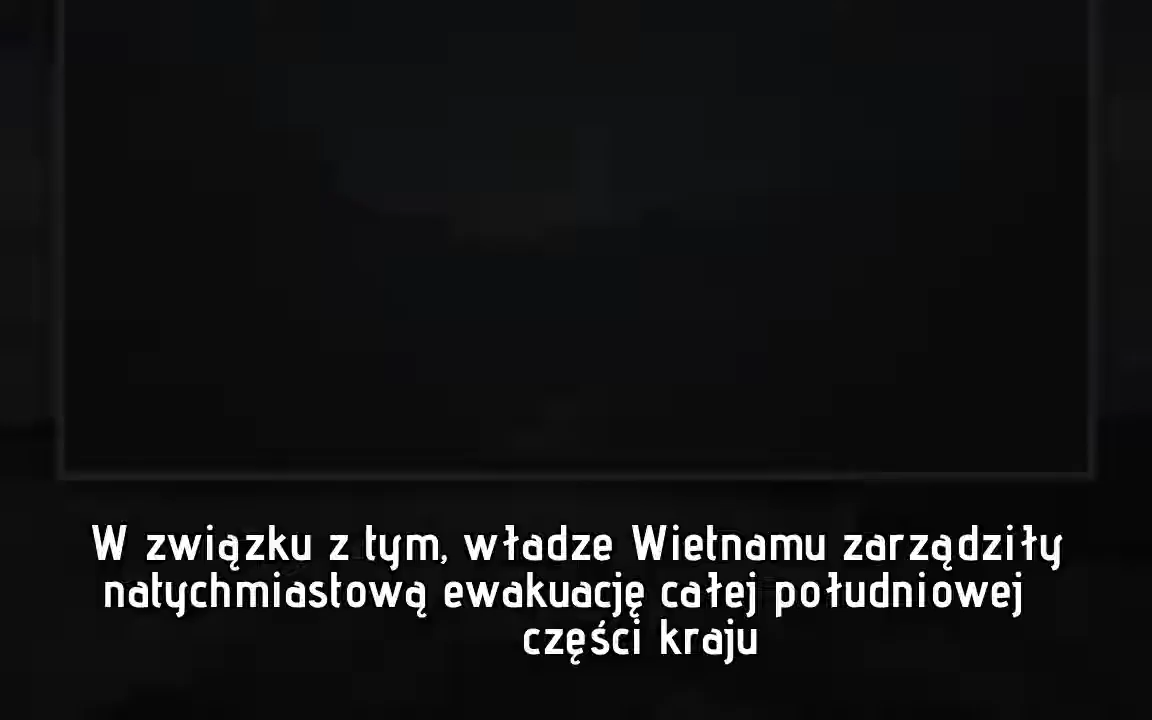 W związku z tym, władze Wietnamu zarządziły
natychmiastową ewakuację całej południowej
części kraju